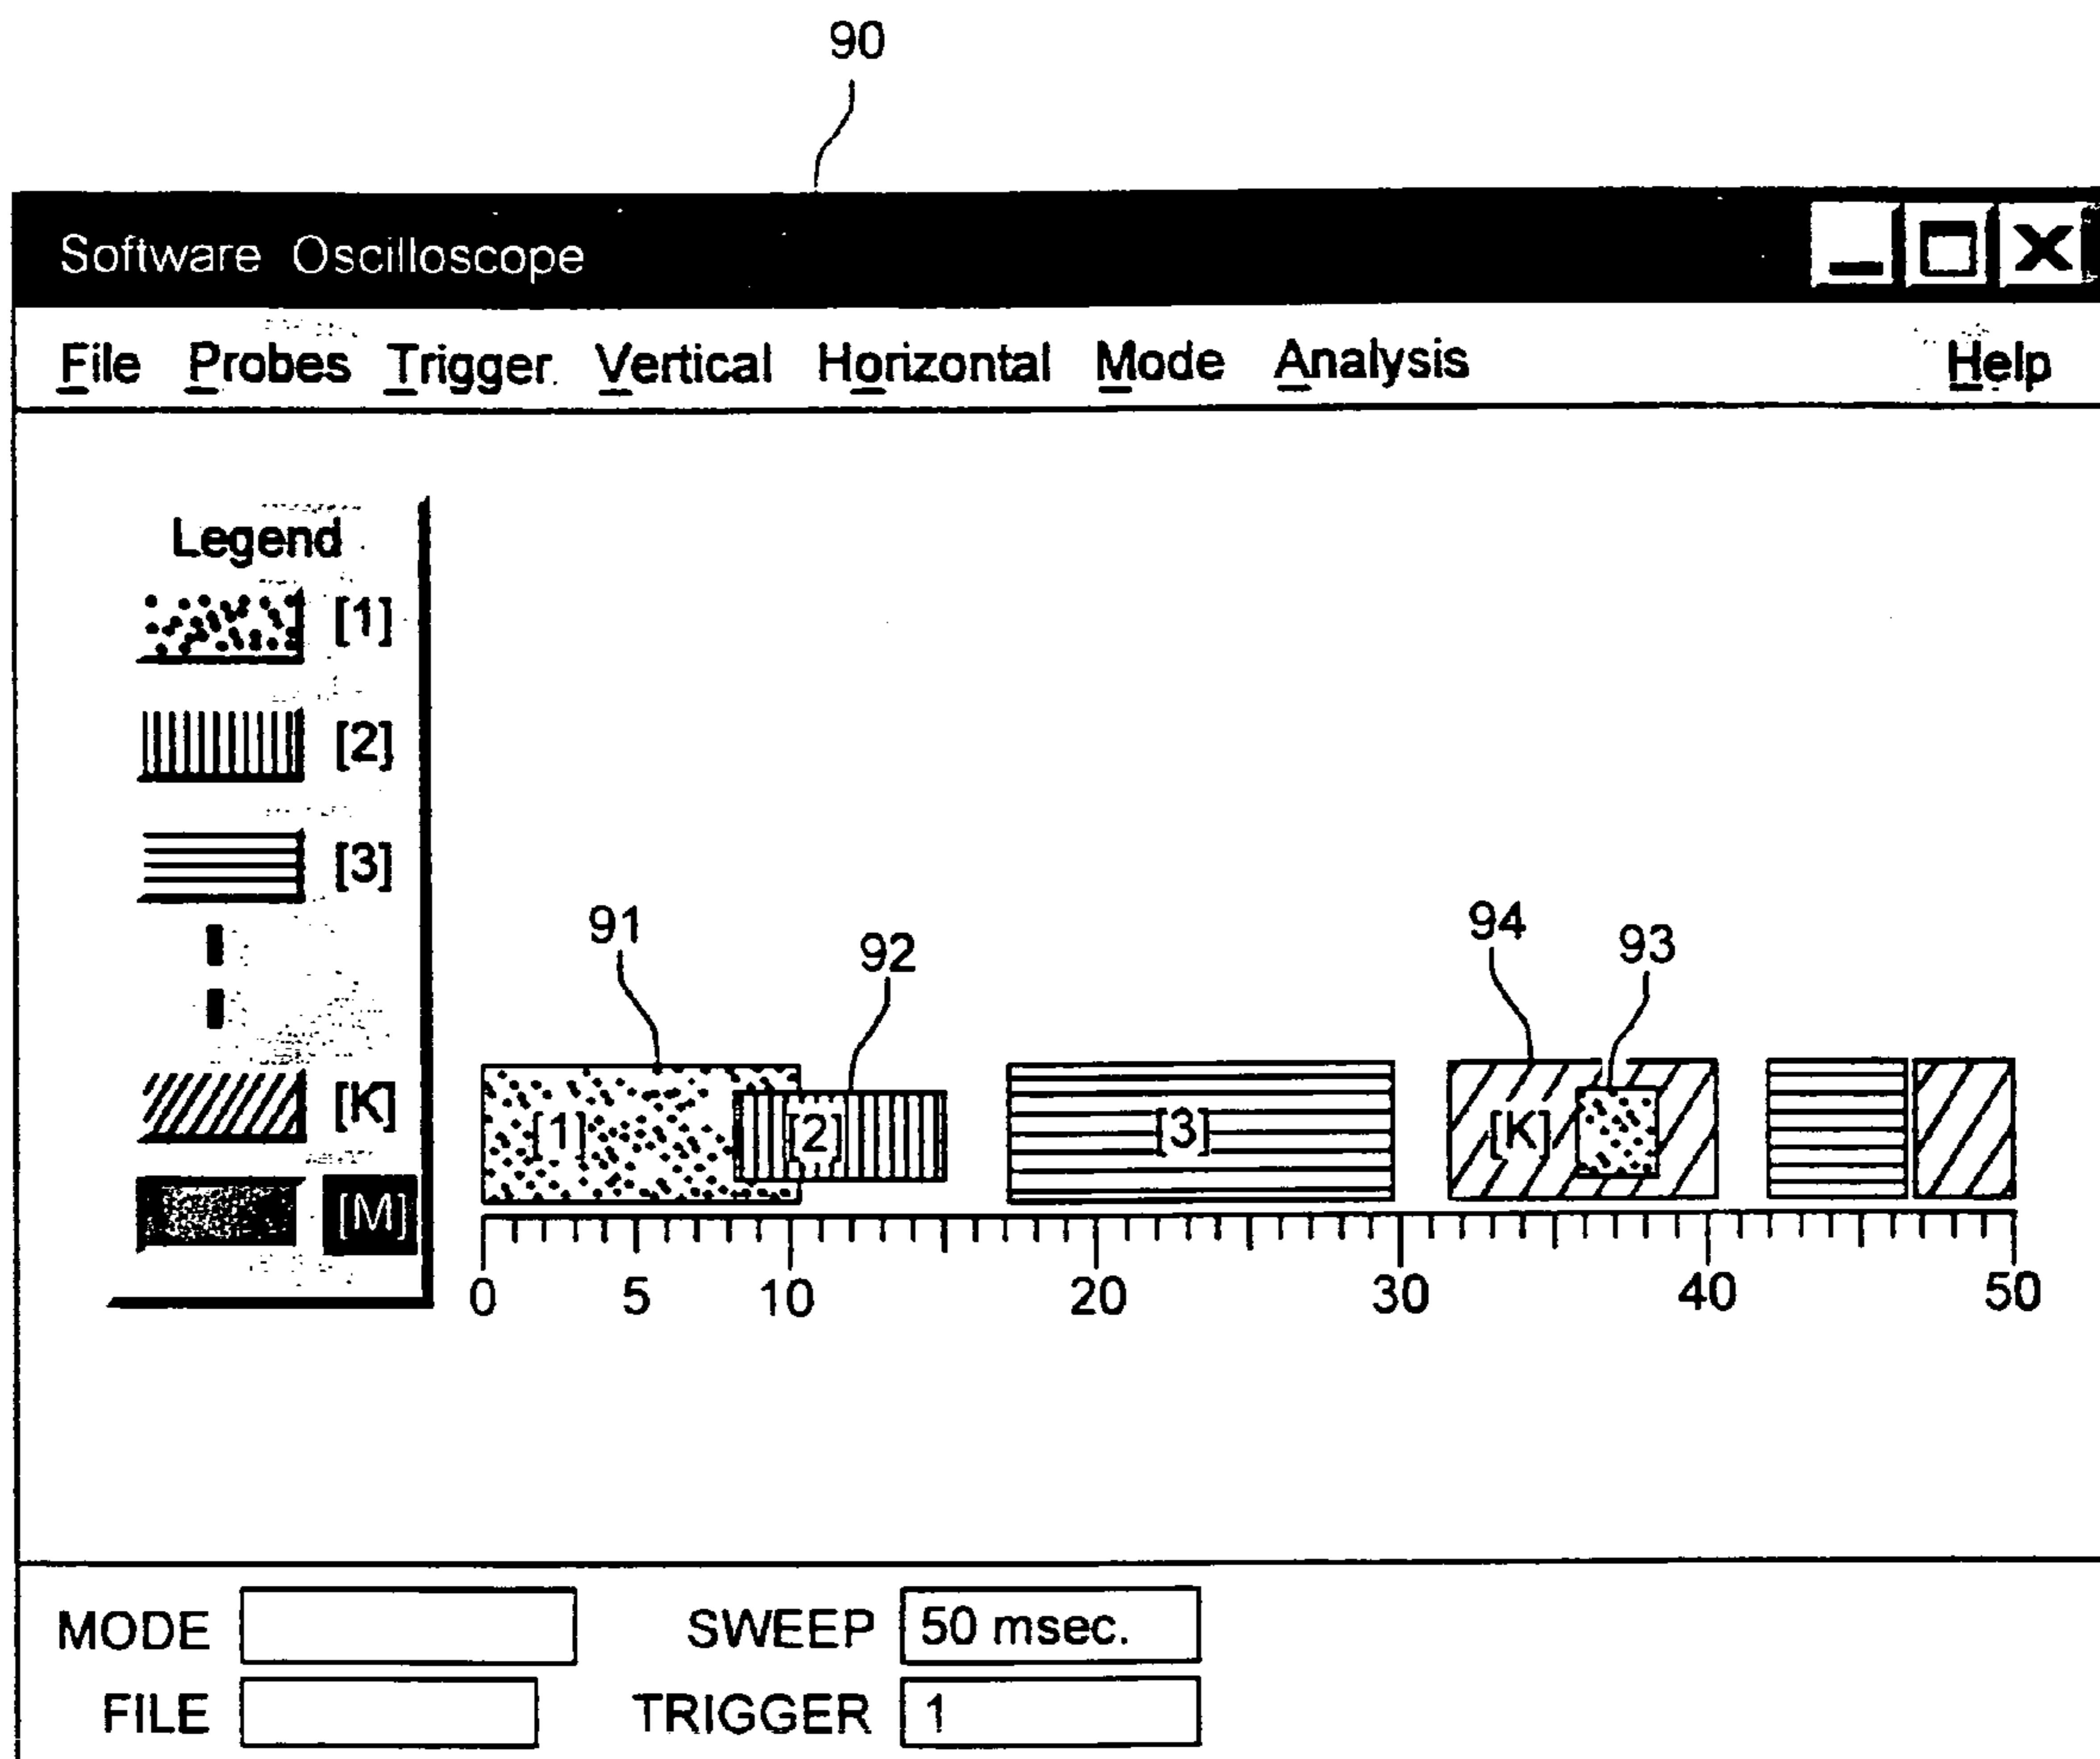 90
Software Oscilloscope
File Probes Trigger Vertical Horizontal Mode Analysis Help
Legend
[1]
[2]
[3]
[K]
[M]
91
92
94
93
[1]
[2]
[3]
[K]
0 5 10 20 30 40 50
MODE
SWEEP 50 msec.
FILE
TRIGGER 1